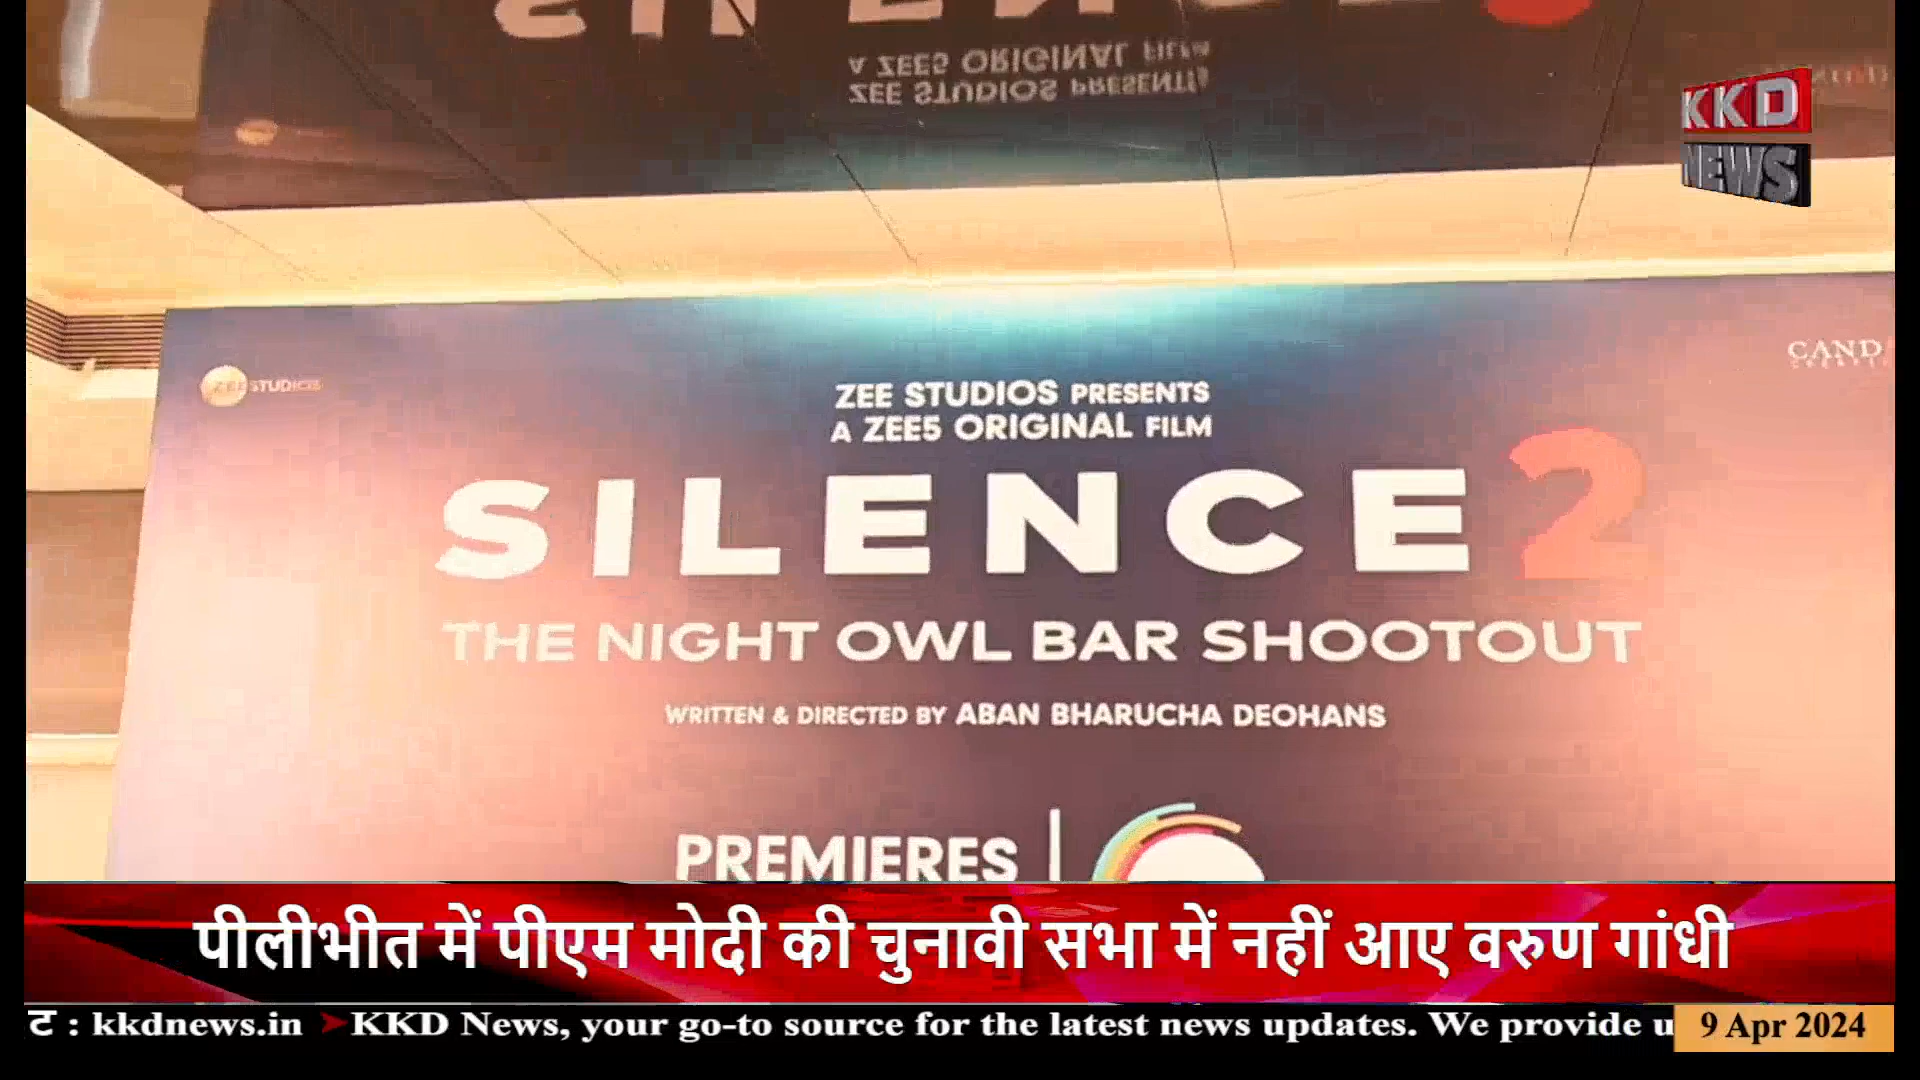 A ZEE5 ORIGINAL FILM
ZEE STUDIOS PRESENTS
KKD
NEWS
CAND
ZEE STUDIOS
ZEE STUDIOS PRESENTS
A ZEE5 ORIGINAL FILM
SILENCE 2
THE NIGHT OWL BAR SHOOTOUT
WRITTEN & DIRECTED BY ABAN BHARUCHA DEOHANS
PREMIERES
पीलीभीत में पीएम मोदी की चुनावी सभा में नहीं आए वरुण गांधी
ट : kkdnews.in ➤KKD News, your go-to source for the latest news updates. We provide u
9 Apr 2024